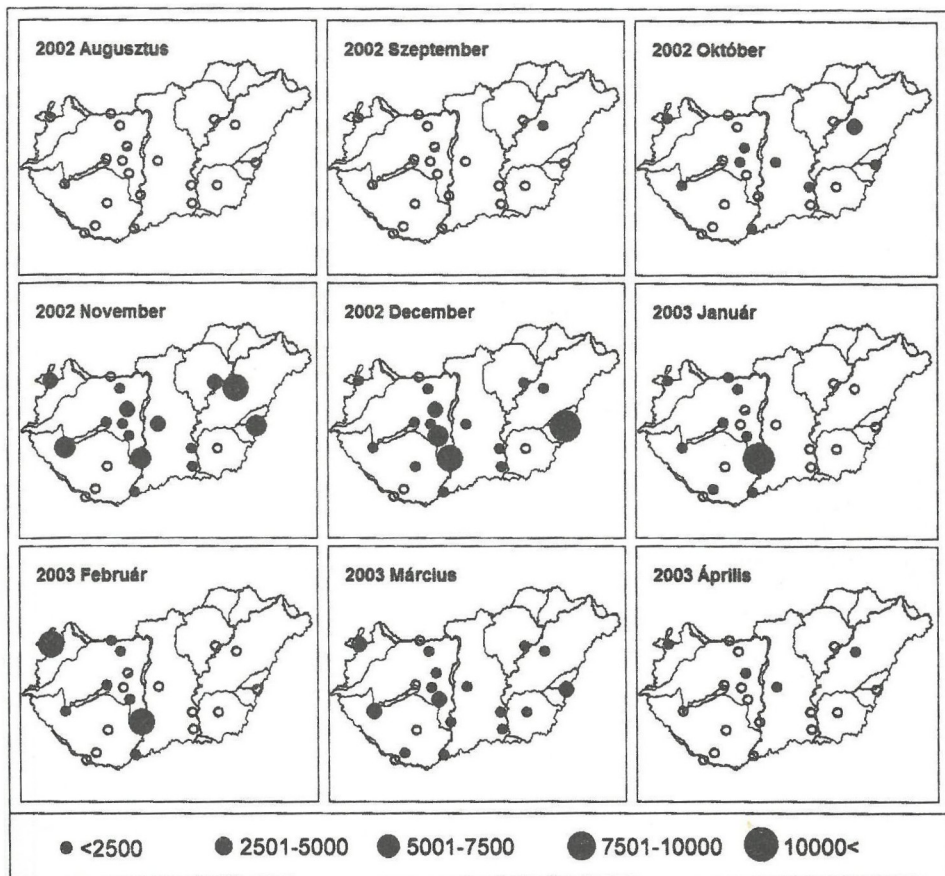 2002 Augusztus
2002 Szeptember
2002 Október
2002 November
2002 December
2003 Január
2003 Február
2003 Március
2003 Április
<2500 2501-5000 5001-7500 7501-10000 10000<